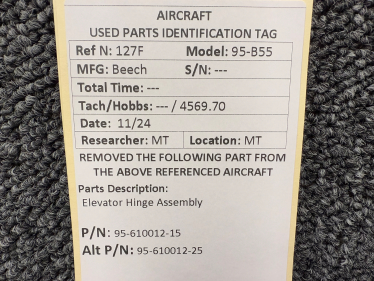 AIRCRAFT
USED PARTS IDENTIFICATION TAG
Ref N: 127F Model: 95-B55
MFG: Beech S/N: ---
Total Time: ---
Tach/Hobbs: --- / 4569.70
Date: 11/24
Researcher: MT Location: MT
REMOVED THE FOLLOWING PART FROM
THE ABOVE REFERENCED AIRCRAFT
Parts Description:
Elevator Hinge Assembly
P/N: 95-610012-15
Alt P/N: 95-610012-25